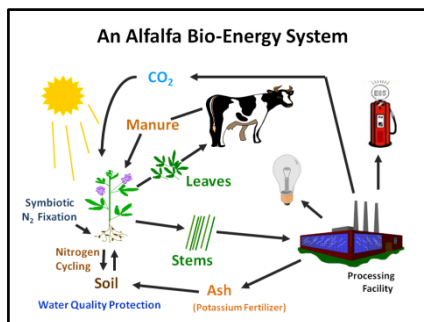 An Alfalfa Bio-Energy System
CO₂
Manure
Leaves
Symbiotic
N₂ Fixation
Nitrogen
Cycling
Stems
Soil
Ash
(Potassium Fertilizer)
Processing
Facility
Water Quality Protection